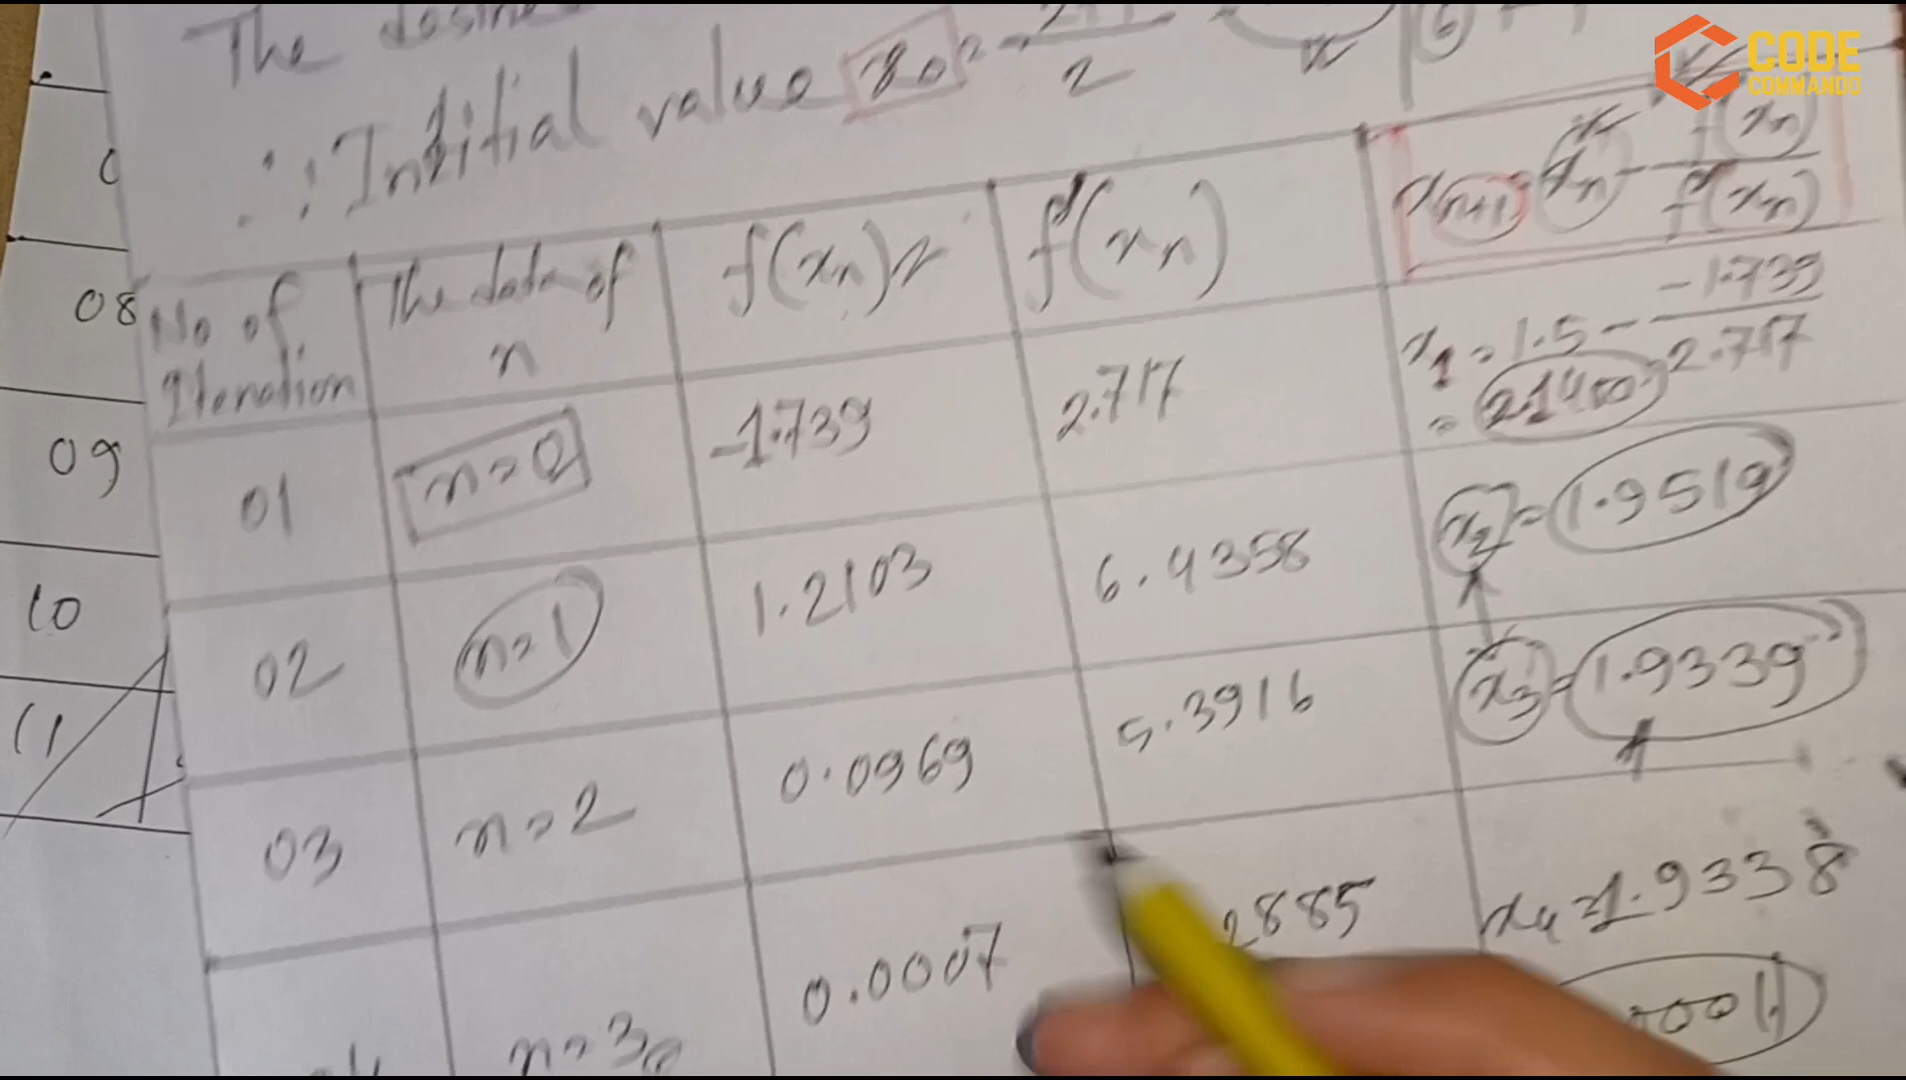 CODE
COMMANDO
The
∴ Initial value x0 =
2
No of Iteration
The data of n
f(xn)
f'(xn)
x(n+1) = xn - f(xn) / f'(xn)
01
n=0
-1.739
2.717
x1 = 1.5 - -1.739 / 2.717
= 2.1400
02
n=1
1.2103
6.4358
x2 = 1.9519
03
n=2
0.0969
5.3916
x3 = 1.9339
n=3
0.0007
2885
x4 = 1.9338
08
09
10
11